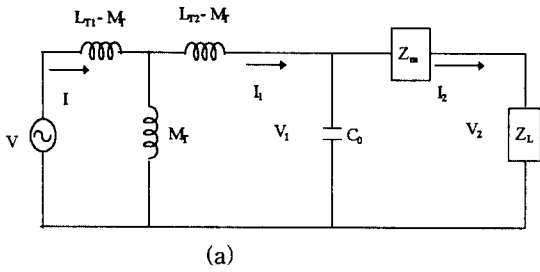 L_T1 - M_T
L_T2 - M_T
I
I_1
Z_m
I_2
V
M_T
V_1
C_0
V_2
Z_L
(a)